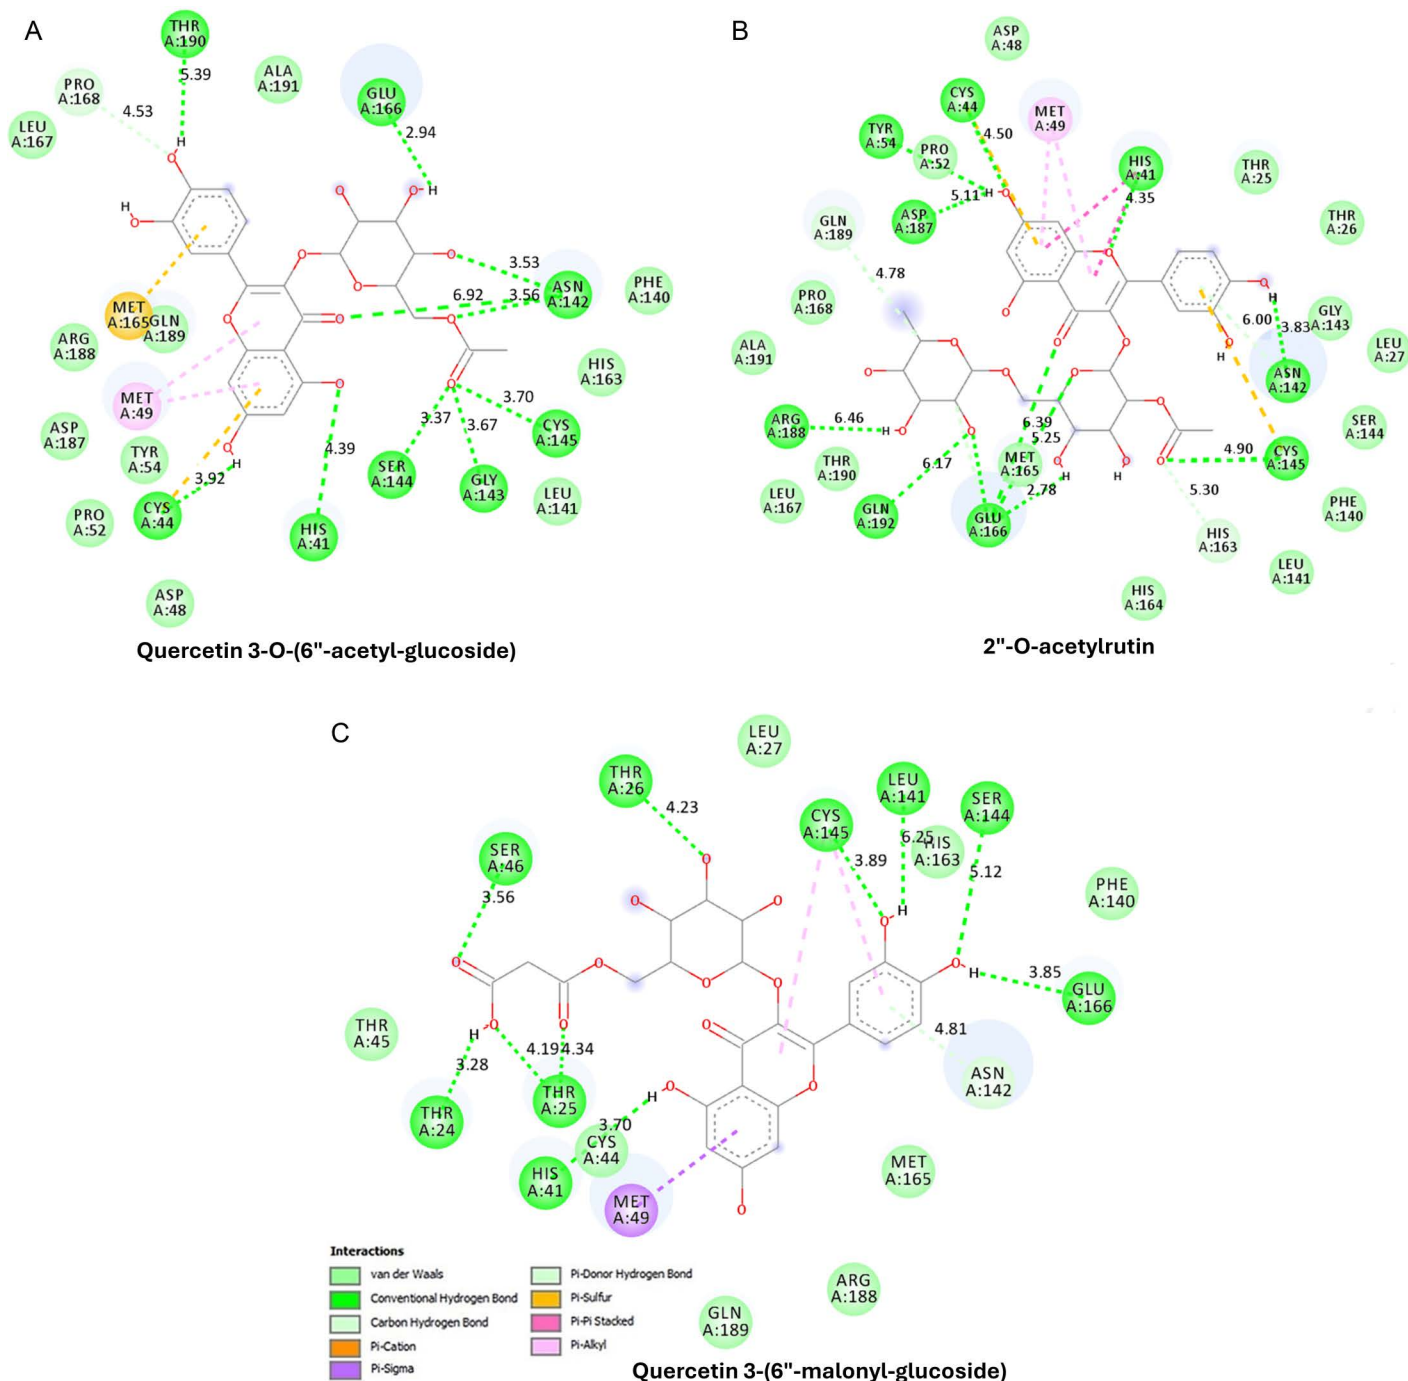 A
THR
A:190
5.39
PRO
A:168
4.53
ALA
A:191
GLU
A:166
2.94
LEU
A:167
H
O
H
O
O
O
H
O
O
O
3.53
6.92
3.56
ASN
A:142
PHE
A:140
MET
A:165
GLN
A:189
ARG
A:188
O
O
O
O
HIS
A:163
MET
A:49
O
O
3.70
3.37
3.67
CYS
A:145
ASP
A:187
TYR
A:54
4.39
O
H
3.92
SER
A:144
GLY
A:143
LEU
A:141
PRO
A:52
CYS
A:44
HIS
A:41
ASP
A:48
Quercetin 3-O-(6"-acetyl-glucoside)
B
ASP
A:48
CYS
A:44
4.50
MET
A:49
TYR
A:54
PRO
A:52
HIS
A:41
4.35
THR
A:25
5.11
H
O
ASP
A:187
GLN
A:189
THR
A:26
4.78
O
O
H
PRO
A:168
O
6.00
3.83
GLY
A:143
O
H
LEU
A:27
ALA
A:191
O
O
O
O
O
O
ASN
A:142
ARG
A:188
6.46
H
O
O
6.39
5.25
O
SER
A:144
THR
A:190
6.17
MET
A:165
O
H
O
H
O
4.90
CYS
A:145
LEU
A:167
2.78
5.30
GLN
A:192
GLU
A:166
HIS
A:163
PHE
A:140
LEU
A:141
HIS
A:164
2"-O-acetylrutin
C
LEU
A:27
THR
A:26
4.23
CYS
A:145
LEU
A:141
6.25
SER
A:144
SER
A:46
3.56
3.89
HIS
A:163
5.12
PHE
A:140
O
O
O
O
H
O
O
O
O
O
O
H
3.85
GLU
A:166
THR
A:45
H
O
O
O
4.81
4.19
4.34
3.28
ASN
A:142
THR
A:24
THR
A:25
H
O
O
3.70
CYS
A:44
HIS
A:41
MET
A:49
O
MET
A:165
ARG
A:188
GLN
A:189
Interactions
van der Waals
Conventional Hydrogen Bond
Carbon Hydrogen Bond
Pi-Cation
Pi-Sigma
Pi-Donor Hydrogen Bond
Pi-Sulfur
Pi-Pi Stacked
Pi-Alkyl
Quercetin 3-(6"-malonyl-glucoside)